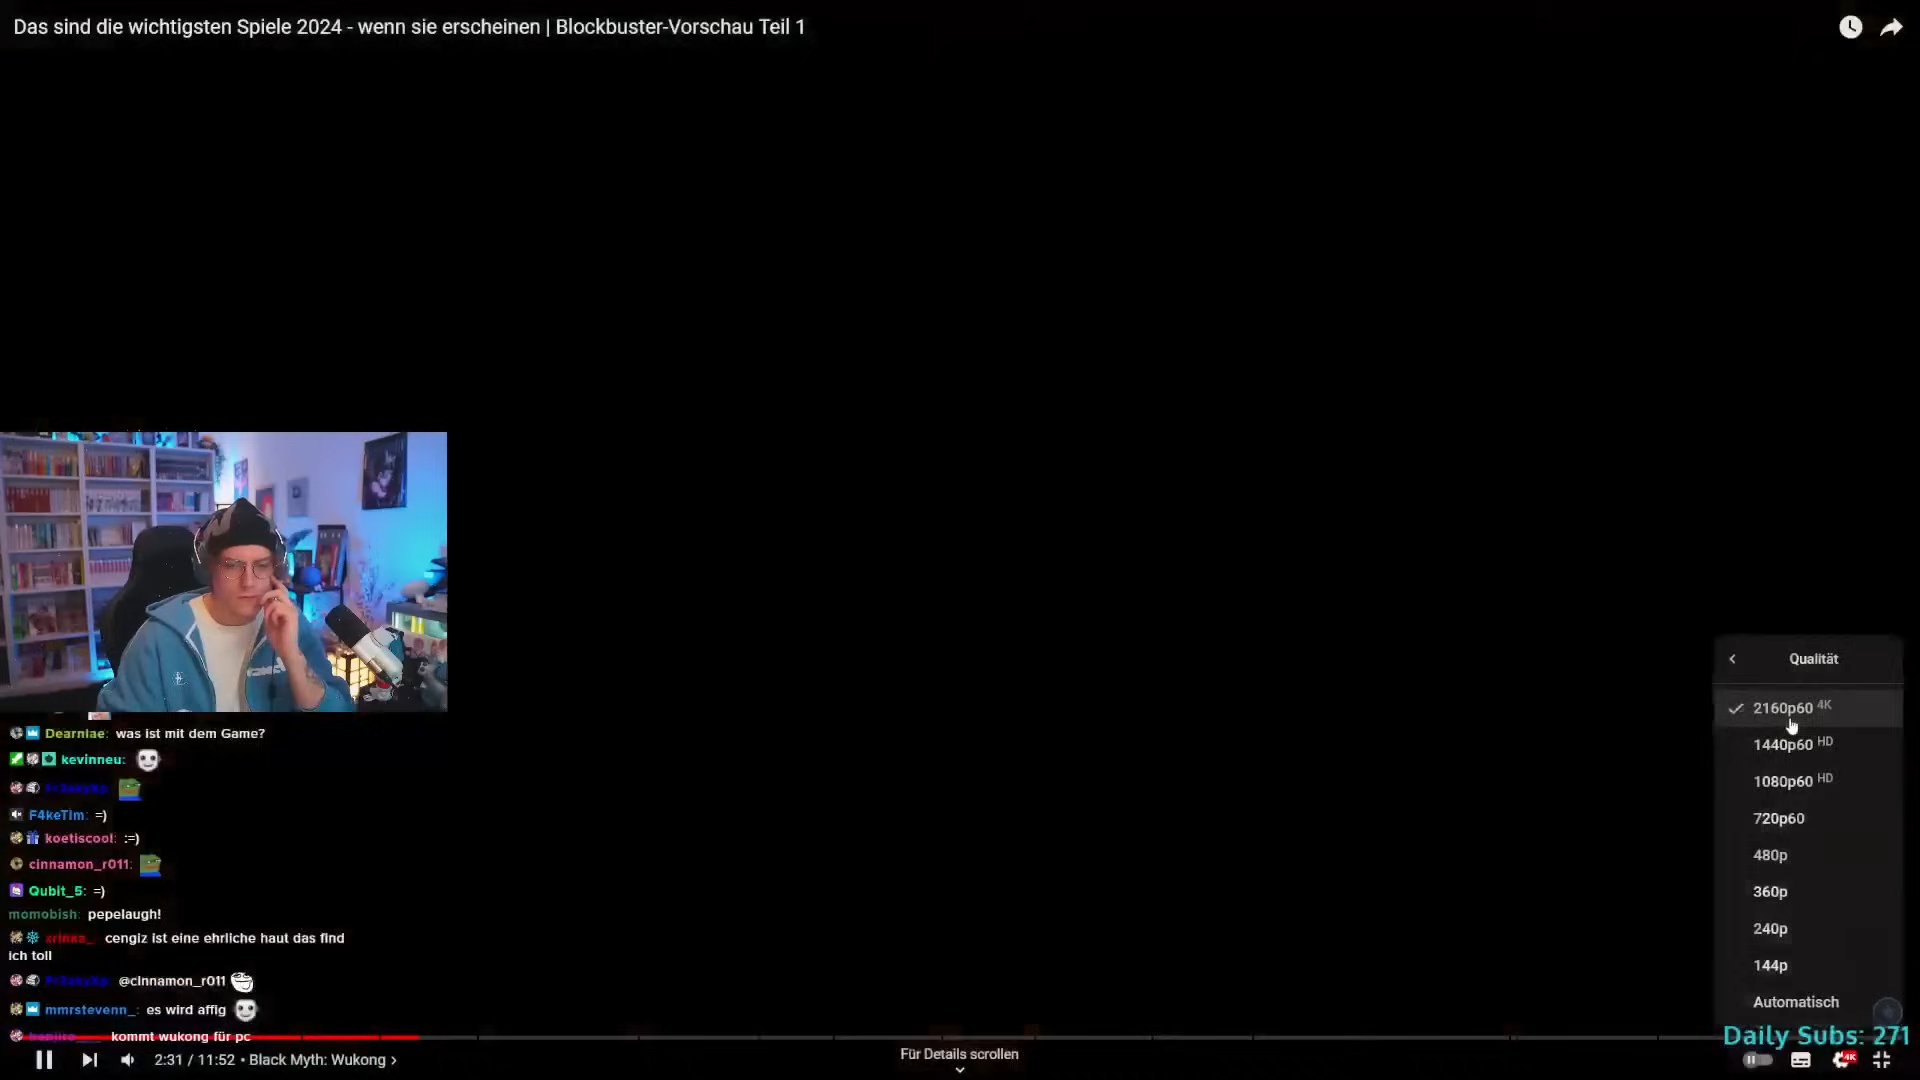 Das sind die wichtigsten Spiele 2024 - wenn sie erscheinen | Blockbuster-Vorschau Teil 1
Qualität
2160p60 4K
1440p60 HD
1080p60 HD
720p60
480p
360p
240p
144p
Automatisch
Dearniae: was ist mit dem Game?
kevinneu:
F4keTim: =)
koetiscool: :=)
cinnamon_r011:
Qubit_5: =)
momobish: pepelaugh!
xrinka_: cengiz ist eine ehrliche haut das find
ich toll
@cinnamon_r011
mmrstevenn_: es wird affig
kommt wukong für pc
Daily Subs: 271
2:31 / 11:52 • Black Myth: Wukong >
Für Details scrollen
4K